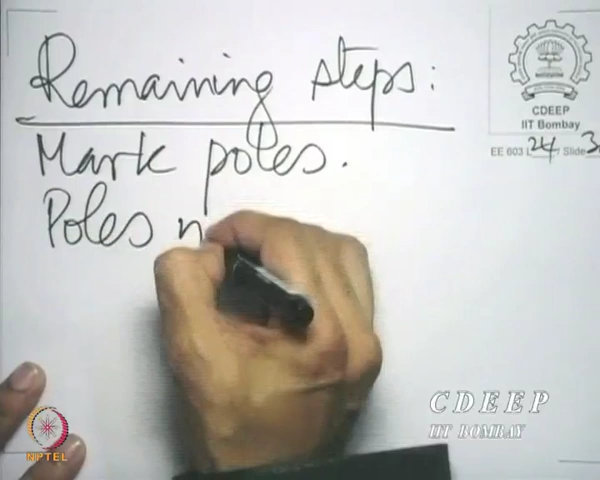 Remaining steps:
Mark poles.
Poles n
CDEEP
IIT Bombay
EE 603 L 24 / Slide 3
CDEEP
IIT BOMBAY
NPTEL